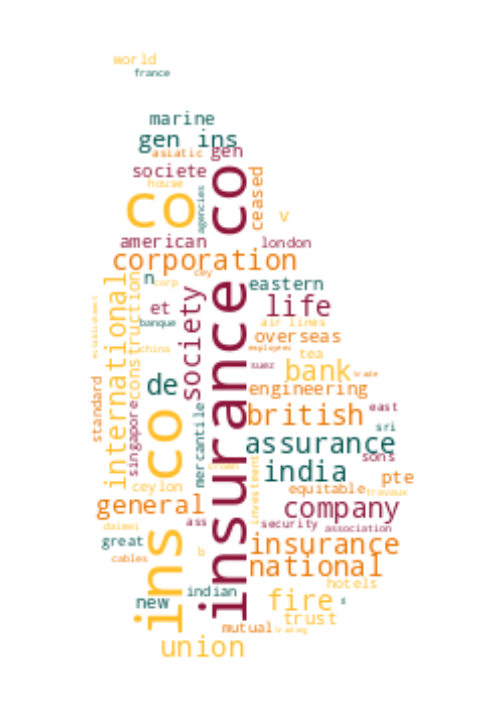 world
france
marine
gen ins
asiatic gen
societe
house
co
agencies
insurance co
ceased
v
american
london
corporation
cey
n
corp
eastern
et
life
banque
society
air lines
international
construction
overseas
employees
china
tea
suez
bank
trade
de
engineering
standard
singapore
british
east
sri
mercantile
assurance
sons
crown
india
pte
ceylon
equitable
travaux
investment
general
company
ins co
ass
security
association
daimei
great
insurance
b
cables
national
hotels
indian
new
fire
trust
mutual
trading
union